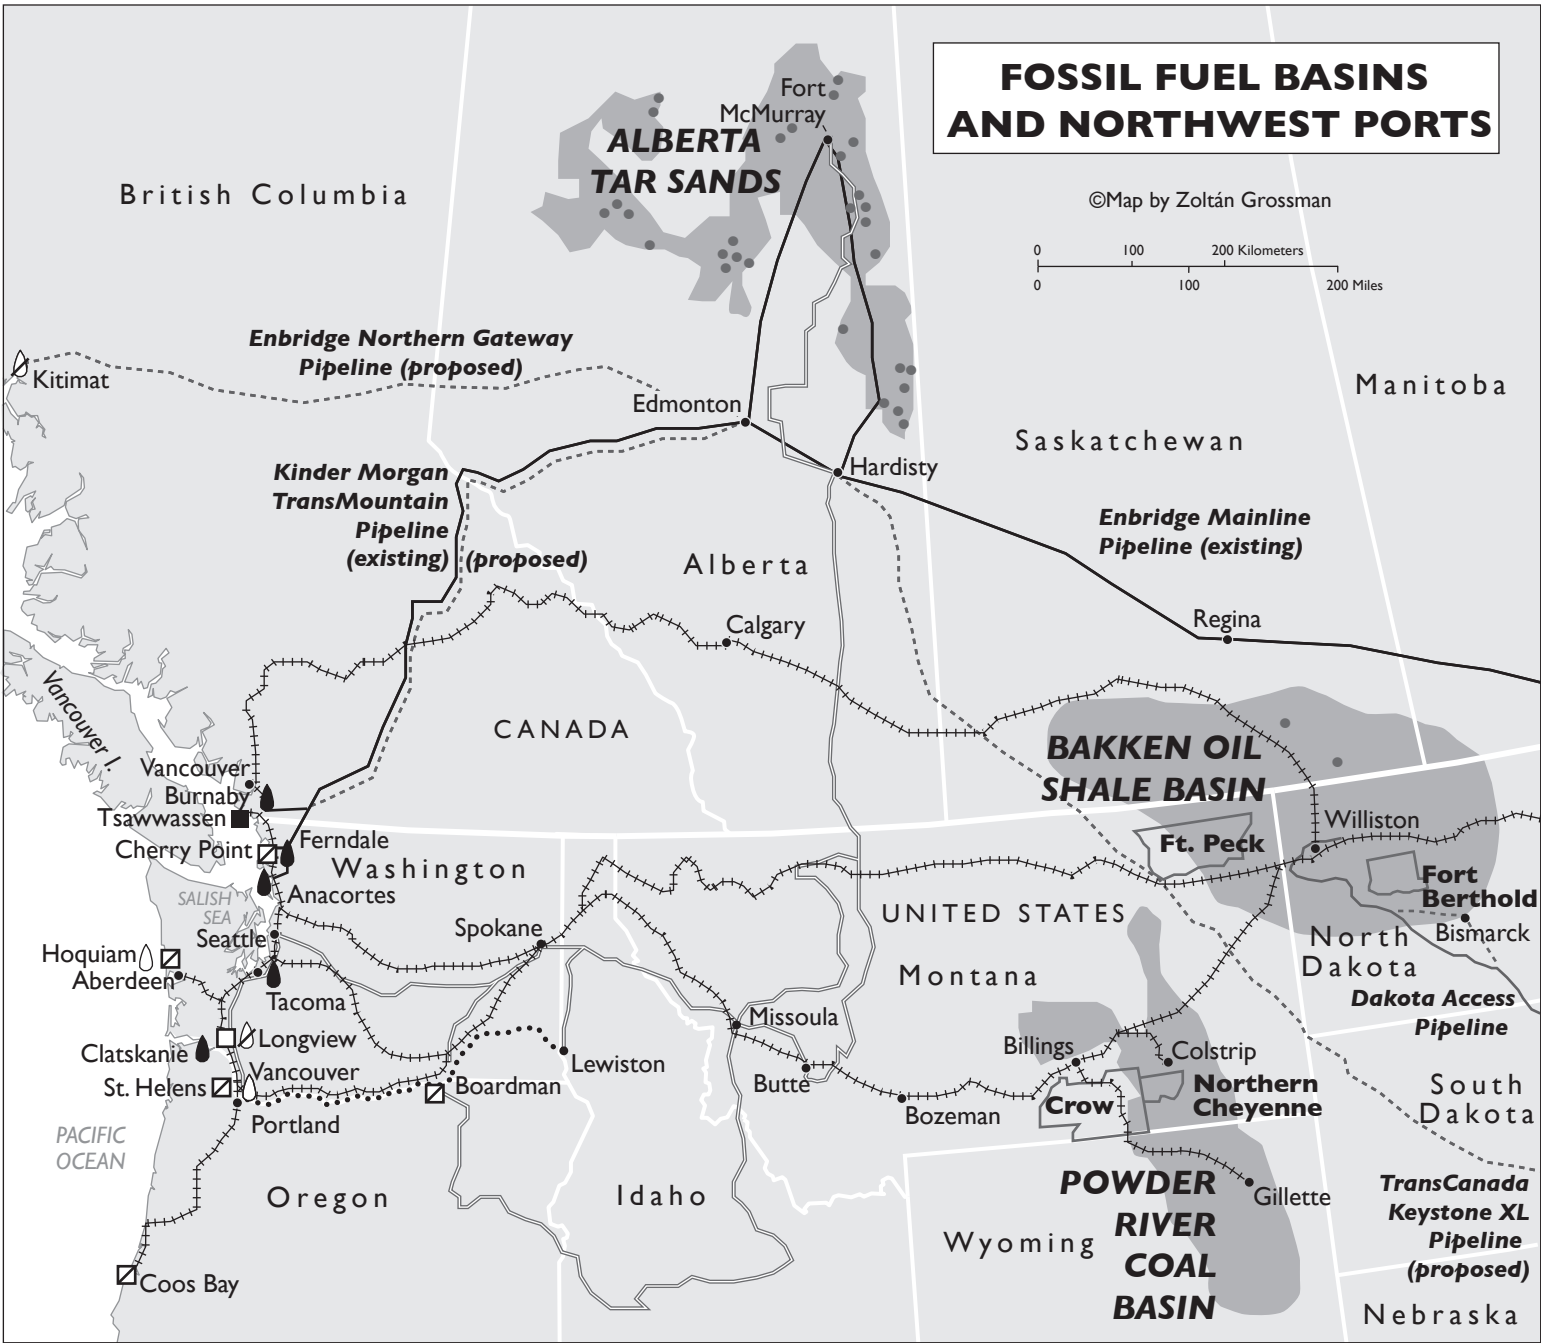 FOSSIL FUEL BASINS
AND NORTHWEST PORTS
©Map by Zoltán Grossman
0 100 200 Kilometers
0 100 200 Miles
Fort
McMurray
ALBERTA
TAR SANDS
British Columbia
Enbridge Northern Gateway
Pipeline (proposed)
Kitimat
Manitoba
Edmonton
Saskatchewan
Hardisty
Kinder Morgan
TransMountain
Pipeline
(existing) (proposed)
Enbridge Mainline
Pipeline (existing)
Alberta
Calgary
Regina
Vancouver I.
CANADA
BAKKEN OIL
SHALE BASIN
Vancouver
Burnaby
Tsawwassen
Ferndale
Cherry Point
Washington
Anacortes
SALISH
SEA
Seattle
Spokane
Hoquiam
Aberdeen
Tacoma
Williston
Ft. Peck
Fort
Berthold
Bismarck
UNITED STATES
North
Dakota
Montana
Dakota Access
Pipeline
Longview
Clatskanie
Vancouver
St. Helens
Boardman
Portland
Lewiston
Missoula
Butte
Bozeman
Billings
Colstrip
Crow
Northern
Cheyenne
South
Dakota
PACIFIC
OCEAN
Oregon
Idaho
Wyoming
POWDER
RIVER
COAL
BASIN
Gillette
TransCanada
Keystone XL
Pipeline
(proposed)
Coos Bay
Nebraska